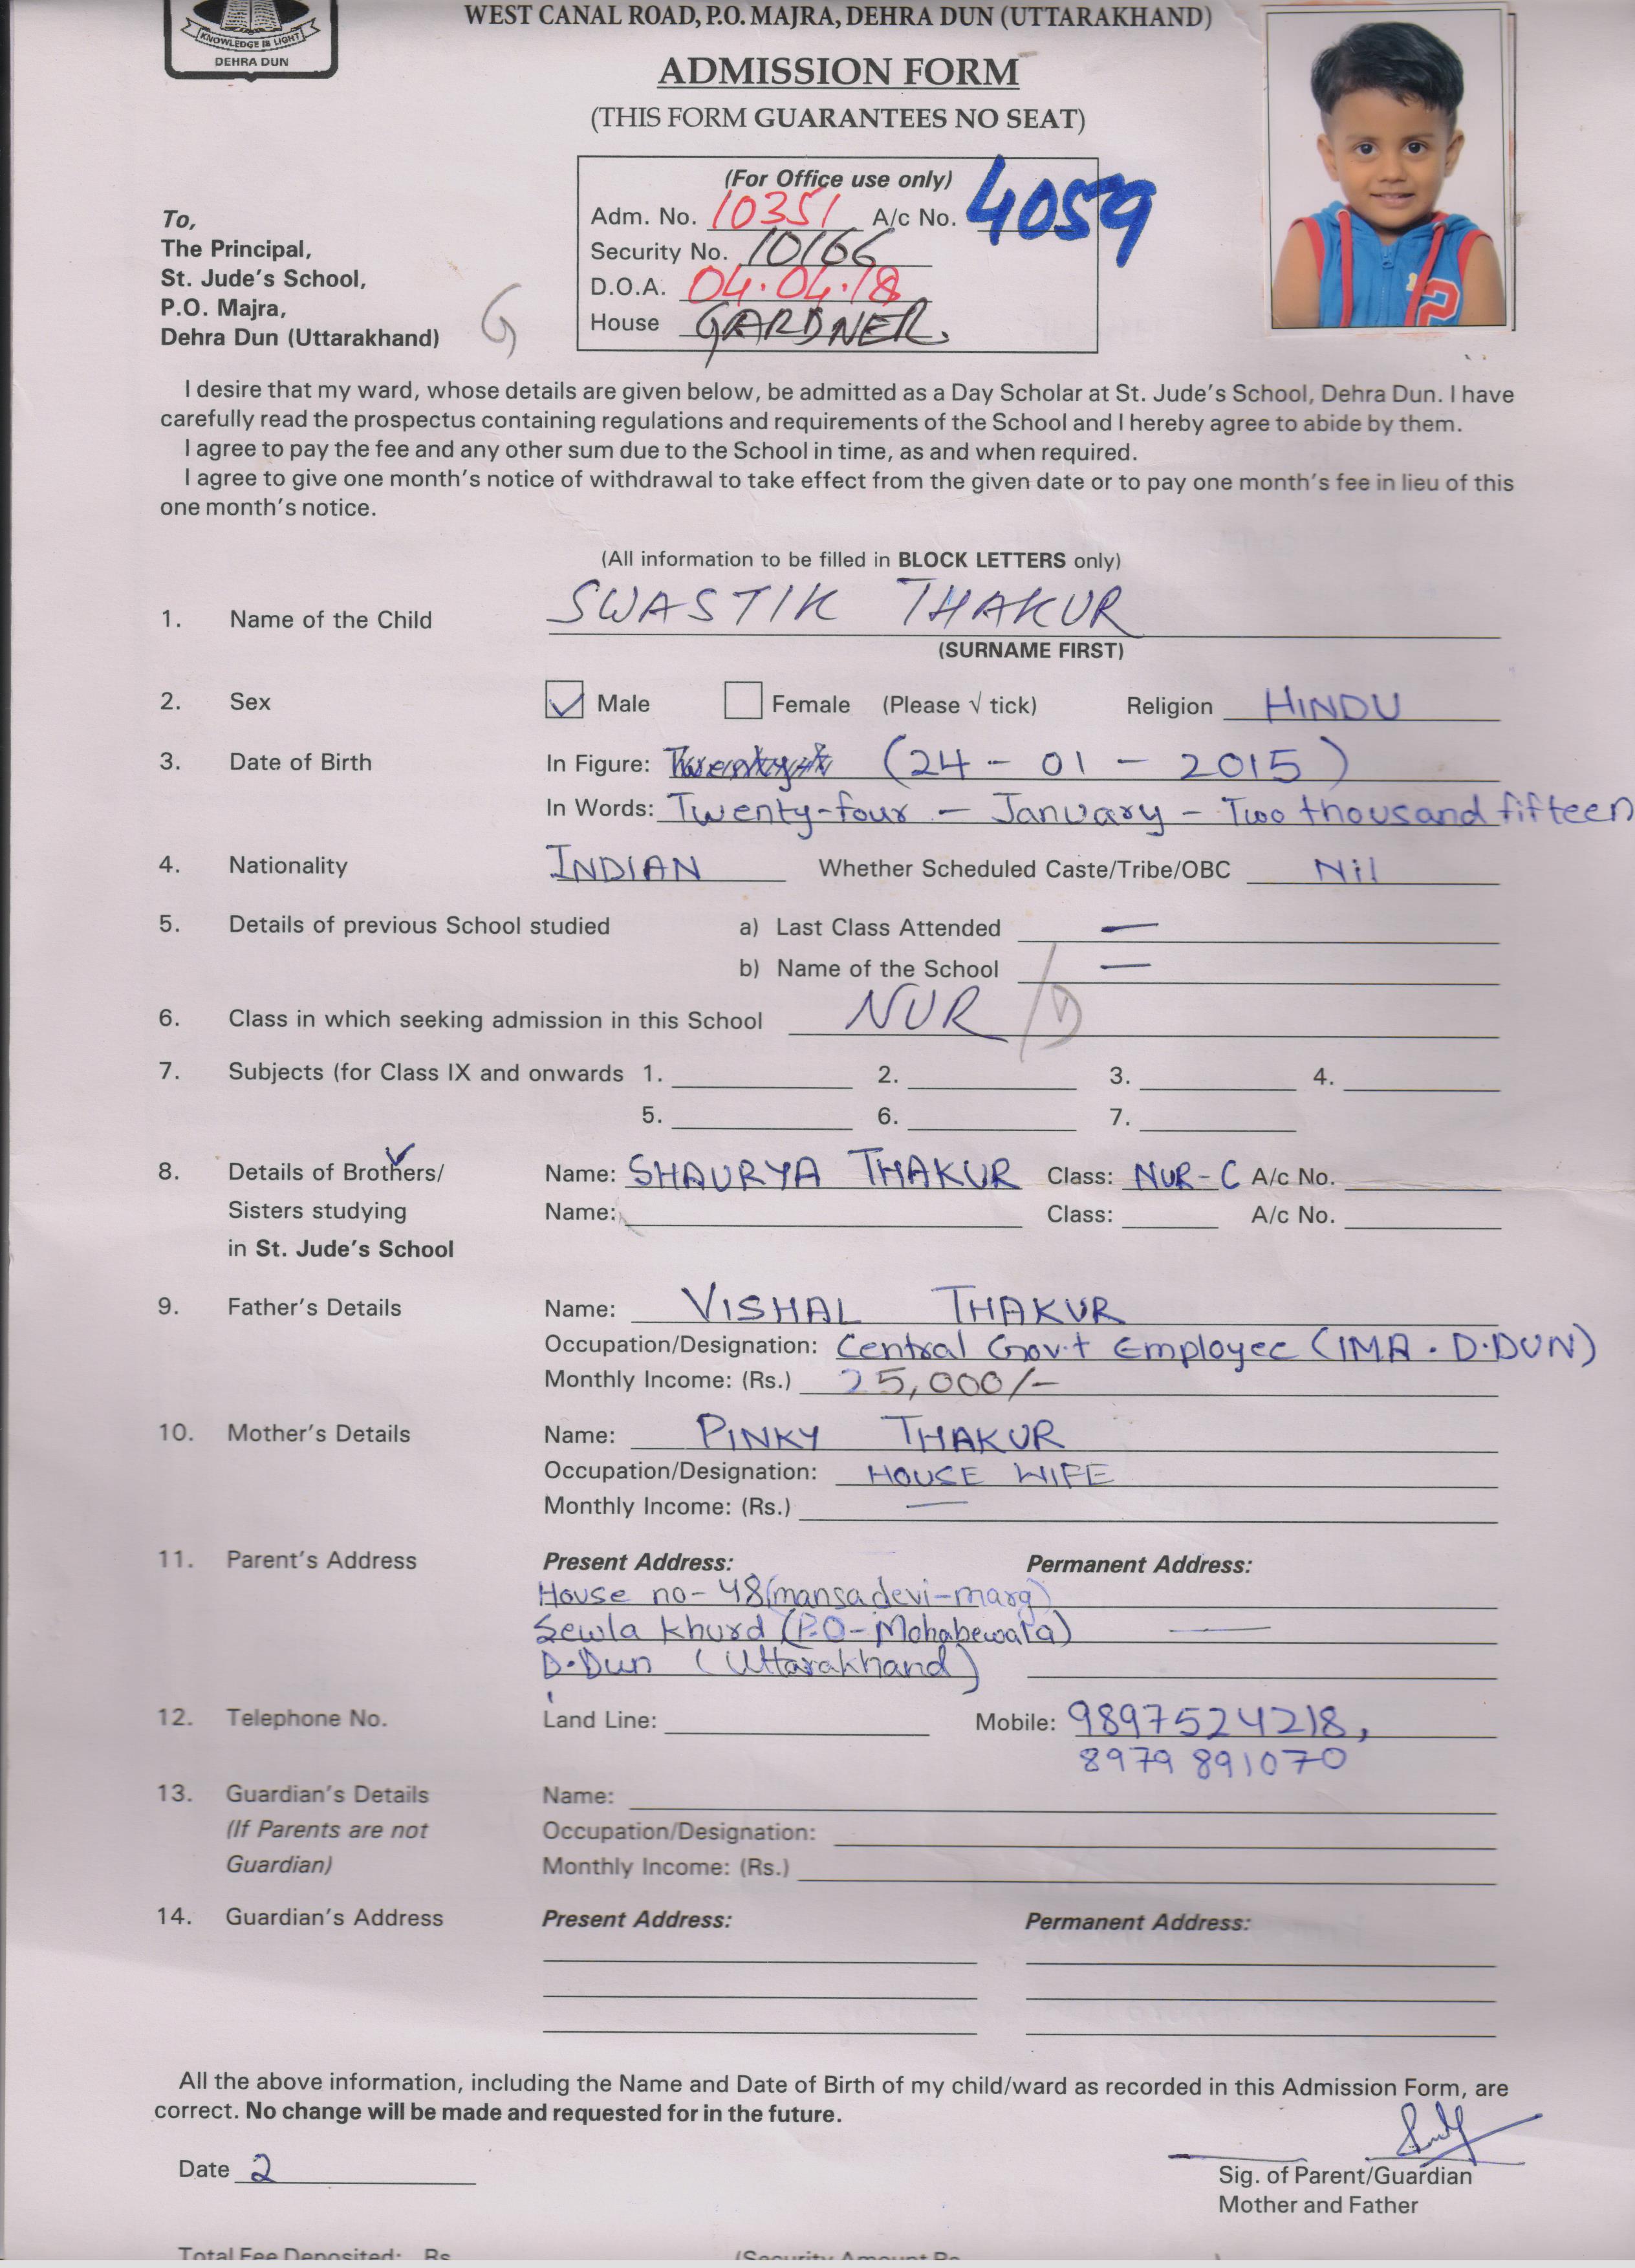 WEST CANAL ROAD, P.O. MAJRA, DEHRA DUN (UTTARAKHAND)
KNOWLEDGE IS LIGHT
DEHRA DUN
ADMISSION FORM
(THIS FORM GUARANTEES NO SEAT)
(For Office use only)
Adm. No. 10351 A/c No. 4059
Security No. 10166
D.O.A. 04.04.18
House GARDNER.
To,
The Principal,
St. Jude's School,
P.O. Majra,
Dehra Dun (Uttarakhand)
G
I desire that my ward, whose details are given below, be admitted as a Day Scholar at St. Jude's School, Dehra Dun. I have
carefully read the prospectus containing regulations and requirements of the School and I hereby agree to abide by them.
I agree to pay the fee and any other sum due to the School in time, as and when required.
I agree to give one month's notice of withdrawal to take effect from the given date or to pay one month's fee in lieu of this
one month's notice.
(All information to be filled in BLOCK LETTERS only)
1. Name of the Child SWASTIK THAKUR
(SURNAME FIRST)
2. Sex ✓ Male Female (Please √ tick) Religion HINDU
3. Date of Birth In Figure: (24 - 01 - 2015)
In Words: Twenty-four - January - Two thousand fifteen
4. Nationality INDIAN Whether Scheduled Caste/Tribe/OBC Nil
5. Details of previous School studied a) Last Class Attended —
b) Name of the School —
6. Class in which seeking admission in this School NUR /D
7. Subjects (for Class IX and onwards 1. 2. 3. 4.
5. 6. 7.
8. Details of Brothers/ Name: SHAURYA THAKUR Class: NUR-C A/c No.
Sisters studying Name: Class: A/c No.
in St. Jude's School
9. Father's Details Name: VISHAL THAKUR
Occupation/Designation: Central Gov.t Employee (IMA. D.DUN)
Monthly Income: (Rs.) 25,000/-
10. Mother's Details Name: PINKY THAKUR
Occupation/Designation: HOUSE WIFE
Monthly Income: (Rs.) —
11. Parent's Address Present Address: Permanent Address:
House no-48(mansadevi-marg)
Sewla khurd (P.O-Mohabewala) —
D.Dun (Uttarakhand)
12. Telephone No. Land Line: Mobile: 9897524218,
8979 891070
13. Guardian's Details Name:
(If Parents are not Occupation/Designation:
Guardian) Monthly Income: (Rs.)
14. Guardian's Address Present Address: Permanent Address:
All the above information, including the Name and Date of Birth of my child/ward as recorded in this Admission Form, are
correct. No change will be made and requested for in the future.
Date 2
Sig. of Parent/Guardian
Mother and Father
Total Fee Deposited: Rs. (Security Amount Rs. )